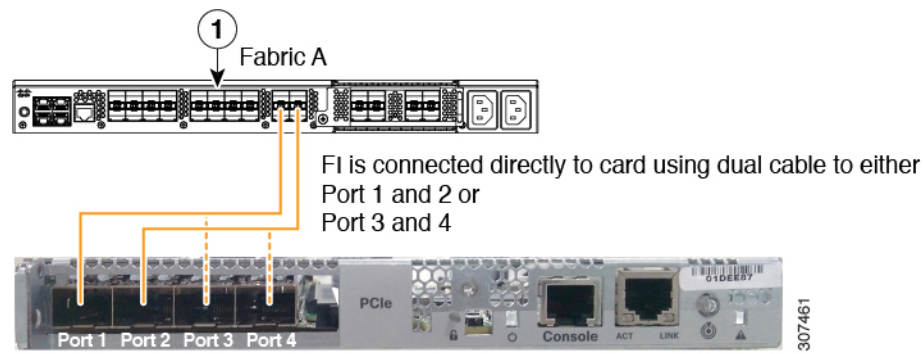 1
Fabric A
FI is connected directly to card using dual cable to either
Port 1 and 2 or
Port 3 and 4
01DEE87
PCIe
Console
ACT
LINK
Port 1 Port 2 Port 3 Port 4
307461